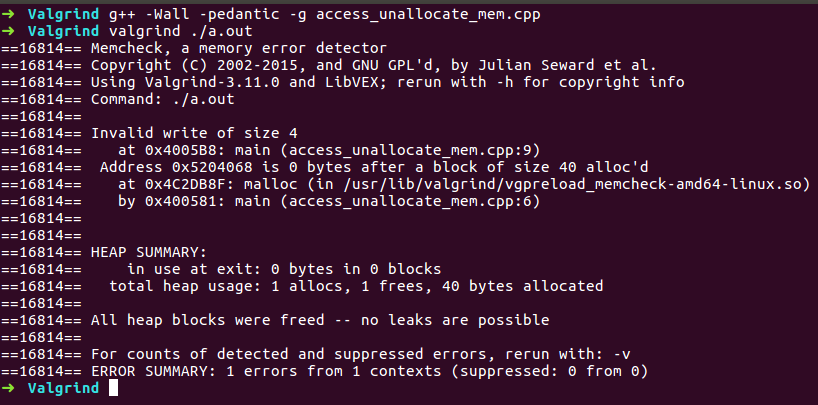 ➜  Valgrind g++ -Wall -pedantic -g access_unallocate_mem.cpp
➜  Valgrind valgrind ./a.out
==16814== Memcheck, a memory error detector
==16814== Copyright (C) 2002-2015, and GNU GPL'd, by Julian Seward et al.
==16814== Using Valgrind-3.11.0 and LibVEX; rerun with -h for copyright info
==16814== Command: ./a.out
==16814==
==16814== Invalid write of size 4
==16814==    at 0x4005B8: main (access_unallocate_mem.cpp:9)
==16814==  Address 0x5204068 is 0 bytes after a block of size 40 alloc'd
==16814==    at 0x4C2DB8F: malloc (in /usr/lib/valgrind/vgpreload_memcheck-amd64-linux.so)
==16814==    by 0x400581: main (access_unallocate_mem.cpp:6)
==16814==
==16814==
==16814== HEAP SUMMARY:
==16814==     in use at exit: 0 bytes in 0 blocks
==16814==   total heap usage: 1 allocs, 1 frees, 40 bytes allocated
==16814==
==16814== All heap blocks were freed -- no leaks are possible
==16814==
==16814== For counts of detected and suppressed errors, rerun with: -v
==16814== ERROR SUMMARY: 1 errors from 1 contexts (suppressed: 0 from 0)
➜  Valgrind